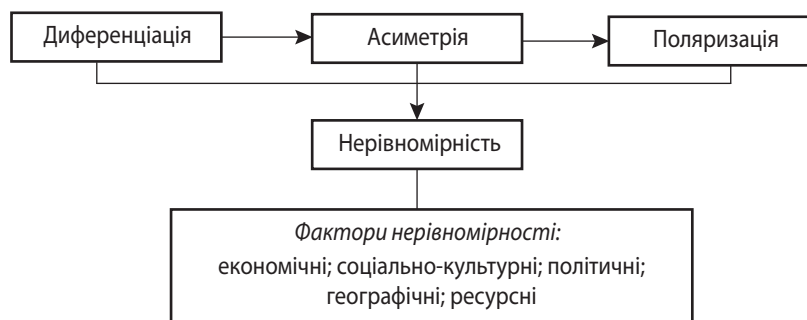 Диференціація
Асиметрія
Поляризація
Нерівномірність
Фактори нерівномірності:
економічні; соціально-культурні; політичні;
географічні; ресурсні